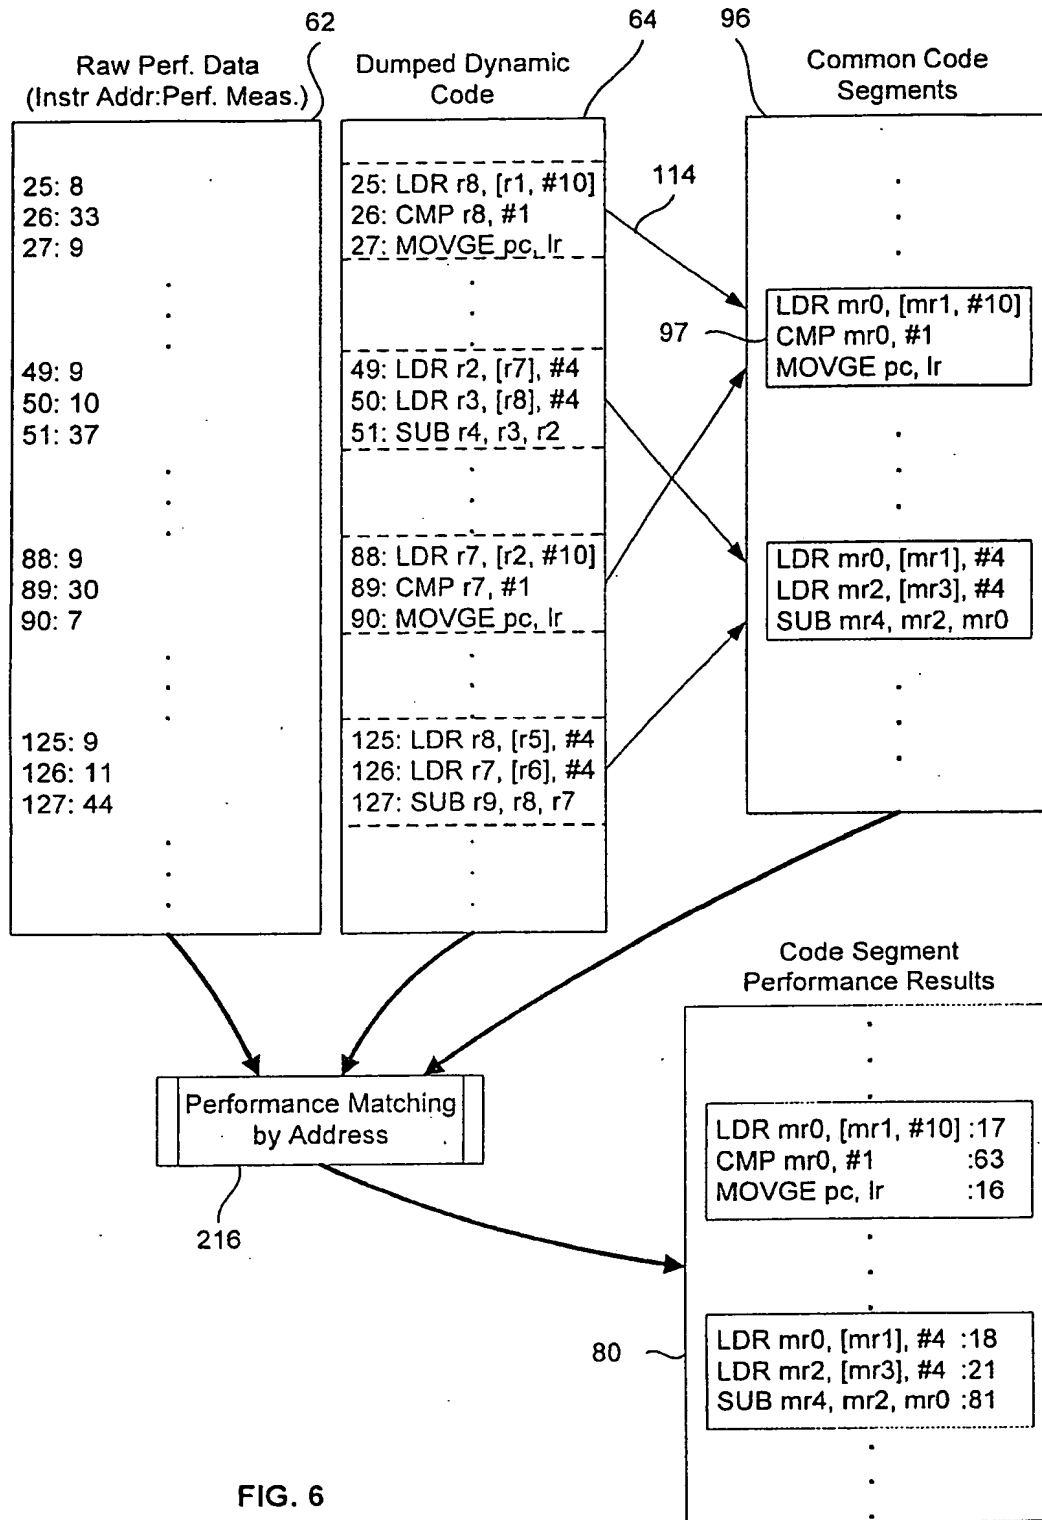 62
64
96
Raw Perf. Data
(Instr Addr:Perf. Meas.)
Dumped Dynamic
Code
Common Code
Segments
25: 8
26: 33
27: 9
49: 9
50: 10
51: 37
88: 9
89: 30
90: 7
125: 9
126: 11
127: 44
25: LDR r8, [r1, #10]
26: CMP r8, #1
27: MOVGE pc, lr
49: LDR r2, [r7], #4
50: LDR r3, [r8], #4
51: SUB r4, r3, r2
88: LDR r7, [r2, #10]
89: CMP r7, #1
90: MOVGE pc, lr
125: LDR r8, [r5], #4
126: LDR r7, [r6], #4
127: SUB r9, r8, r7
114
97
LDR mr0, [mr1, #10]
CMP mr0, #1
MOVGE pc, lr
LDR mr0, [mr1], #4
LDR mr2, [mr3], #4
SUB mr4, mr2, mr0
Performance Matching
by Address
216
Code Segment
Performance Results
LDR mr0, [mr1, #10] :17
CMP mr0, #1 :63
MOVGE pc, lr :16
80
LDR mr0, [mr1], #4 :18
LDR mr2, [mr3], #4 :21
SUB mr4, mr2, mr0 :81
FIG. 6